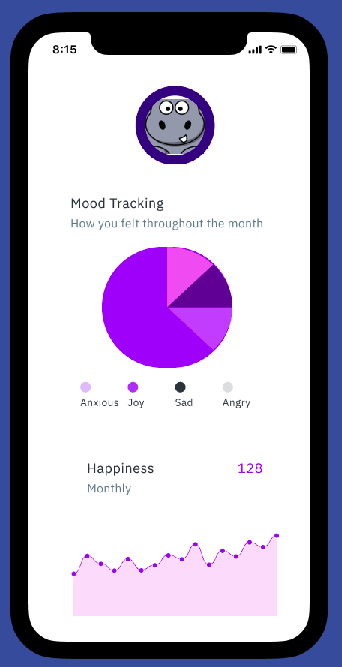 8:15
Mood Tracking
How you felt throughout the month
Anxious Joy Sad Angry
Happiness 128
Monthly